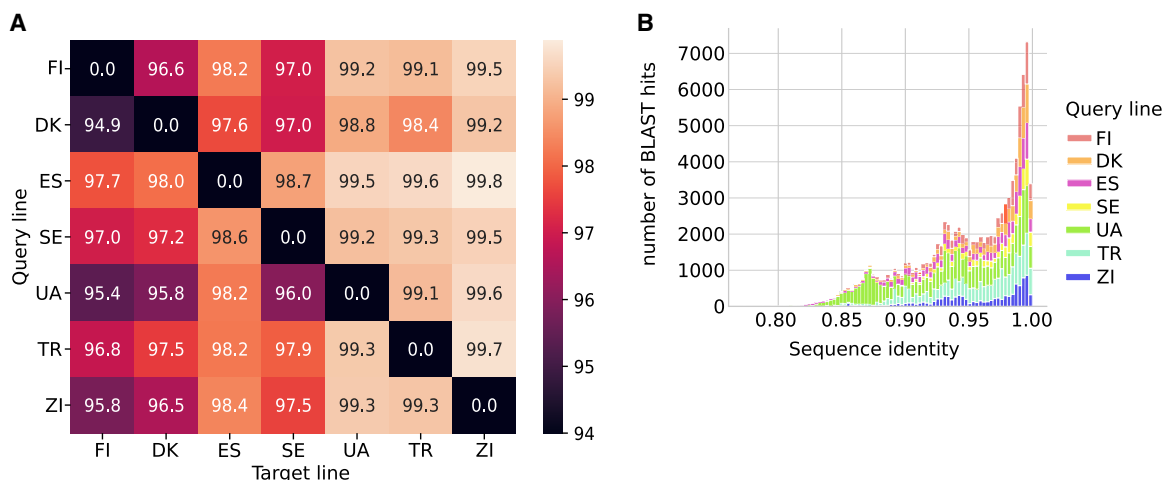 A
FI 0.0 96.6 98.2 97.0 99.2 99.1 99.5
DK 94.9 0.0 97.6 97.0 98.8 98.4 99.2
ES 97.7 98.0 0.0 98.7 99.5 99.6 99.8
SE 97.0 97.2 98.6 0.0 99.2 99.3 99.5
UA 95.4 95.8 98.2 96.0 0.0 99.1 99.6
TR 96.8 97.5 98.2 97.9 99.3 0.0 99.7
ZI 95.8 96.5 98.4 97.5 99.3 99.3 0.0
FI DK ES SE UA TR ZI
Target line
Query line
99
98
97
96
95
94
B
7000
6000
5000
4000
3000
2000
1000
0
number of BLAST hits
0.80 0.85 0.90 0.95 1.00
Sequence identity
Query line
FI
DK
ES
SE
UA
TR
ZI